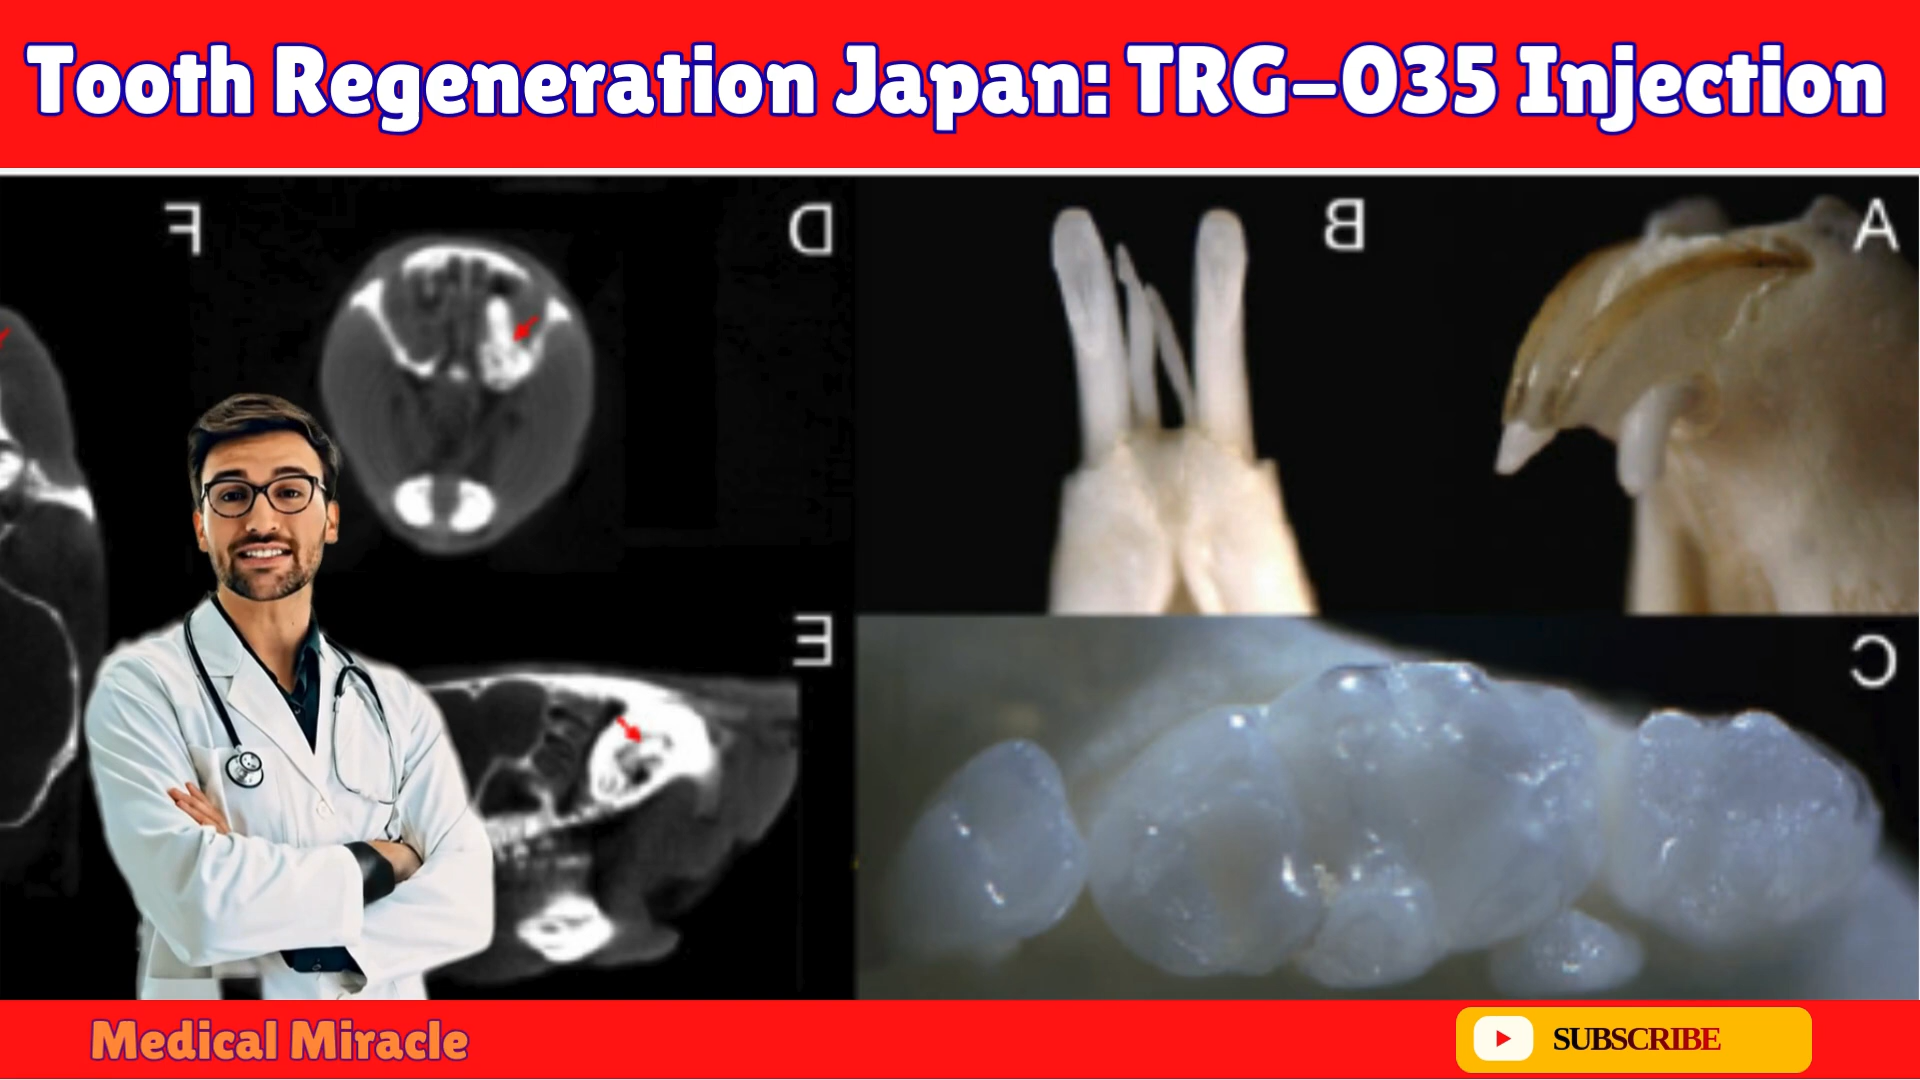 Tooth Regeneration Japan: TRG-035 Injection
F
D
B
A
E
C
Medical Miracle
SUBSCRIBE